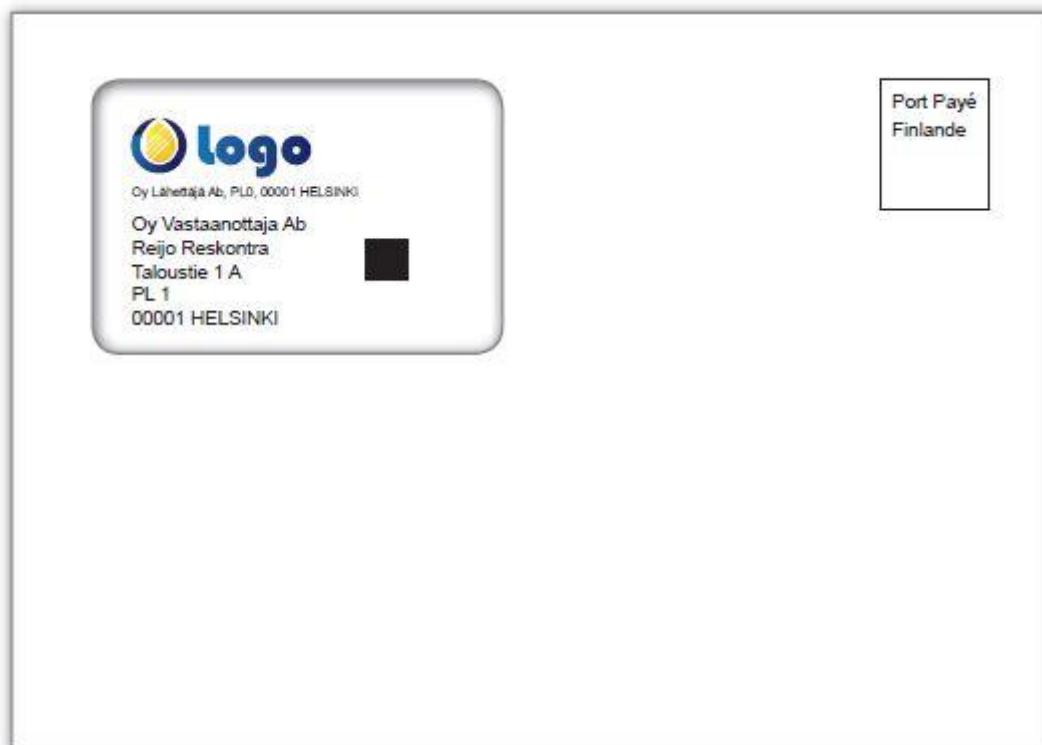 Logo
Oy Lähettäjä Ab, PL0, 00001 HELSINKI
Oy Vastaanottaja Ab
Reijo Reskontra
Taloustie 1 A
PL 1
00001 HELSINKI
Port Payé
Finlande